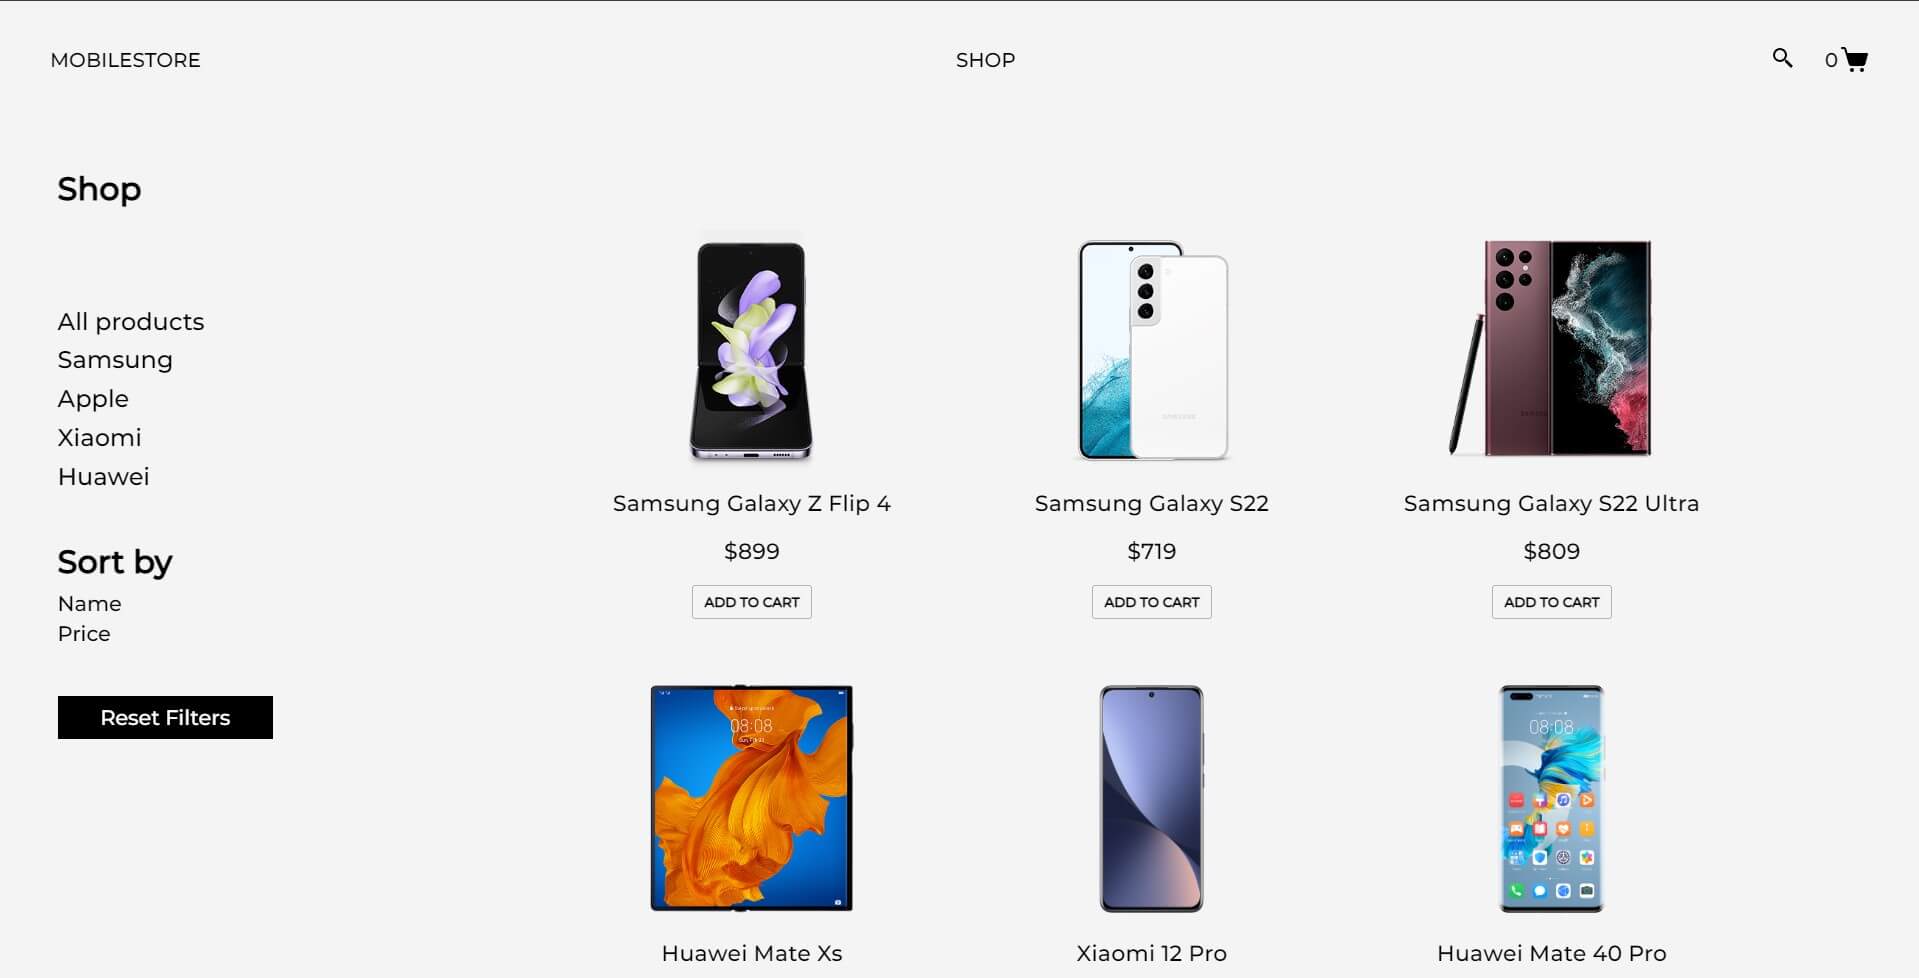 MOBILESTORE
SHOP
0
Shop
All products
Samsung
Apple
Xiaomi
Huawei
Sort by
Name
Price
Reset Filters
Samsung Galaxy Z Flip 4
$899
ADD TO CART
SAMSUNG
Samsung Galaxy S22
$719
ADD TO CART
SAMSUNG
Samsung Galaxy S22 Ultra
$809
ADD TO CART
08:08
Huawei Mate Xs
Xiaomi 12 Pro
08:08
Huawei Mate 40 Pro